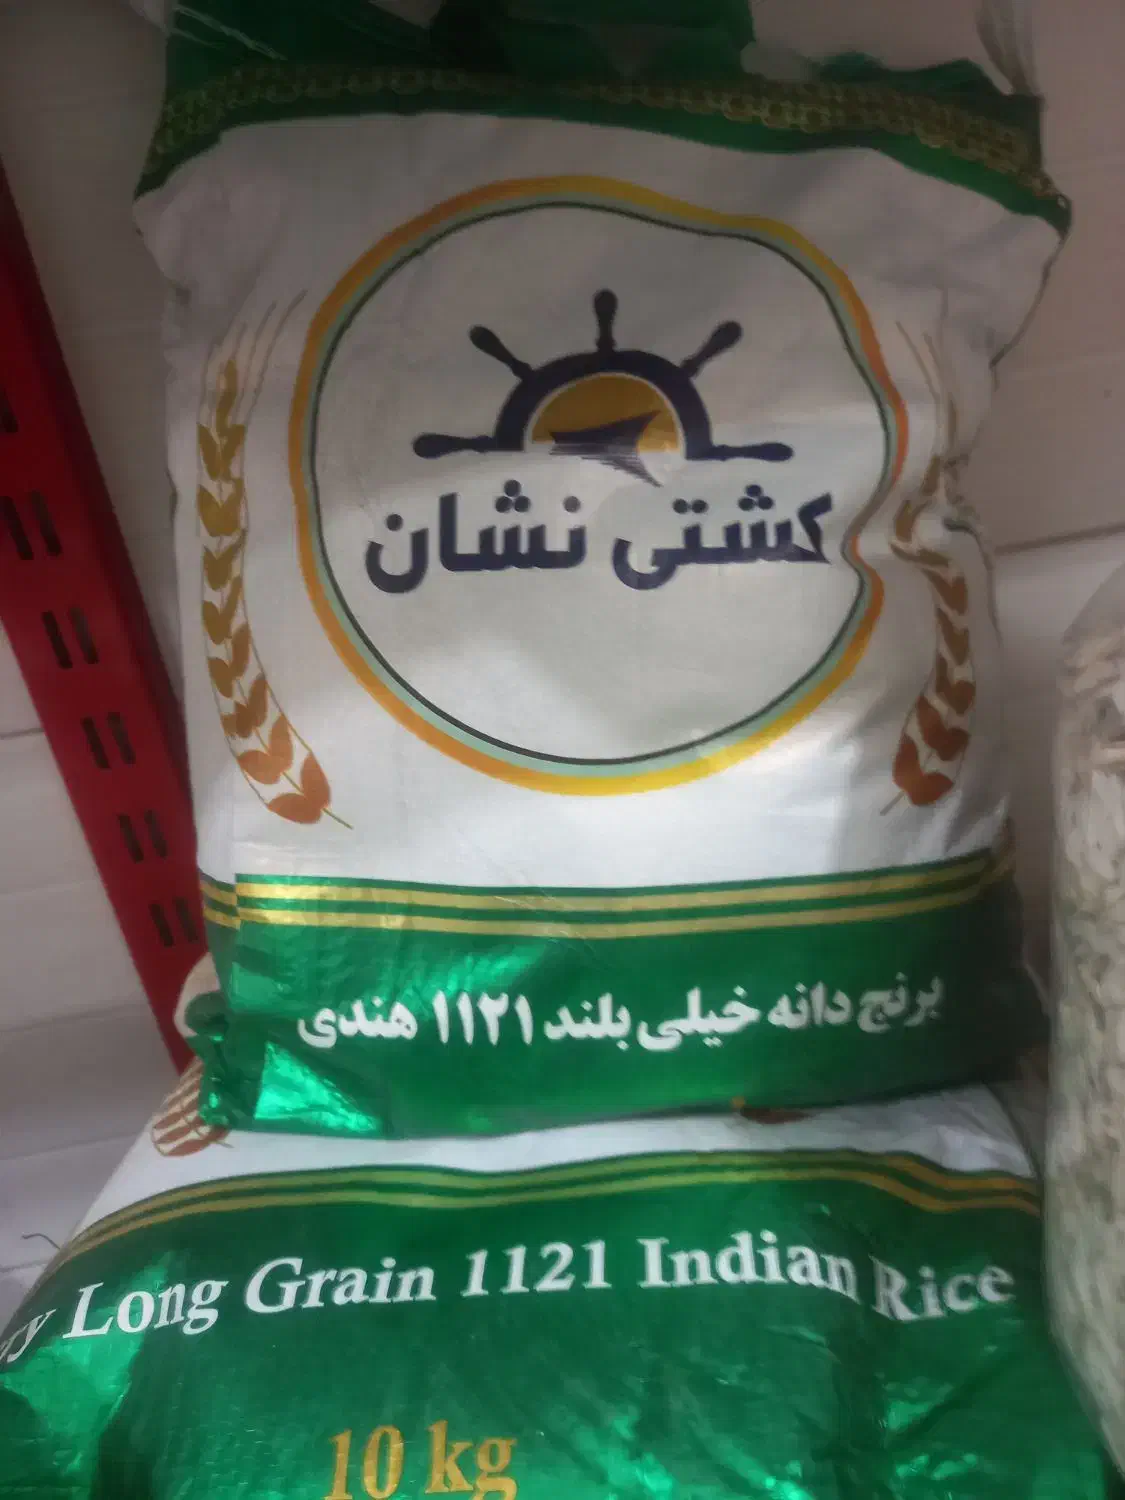 کشتی نشان
برنج دانه خیلی بلند ۱۱۲۱ هندی
Long Grain 1121 Indian Rice
10 kg